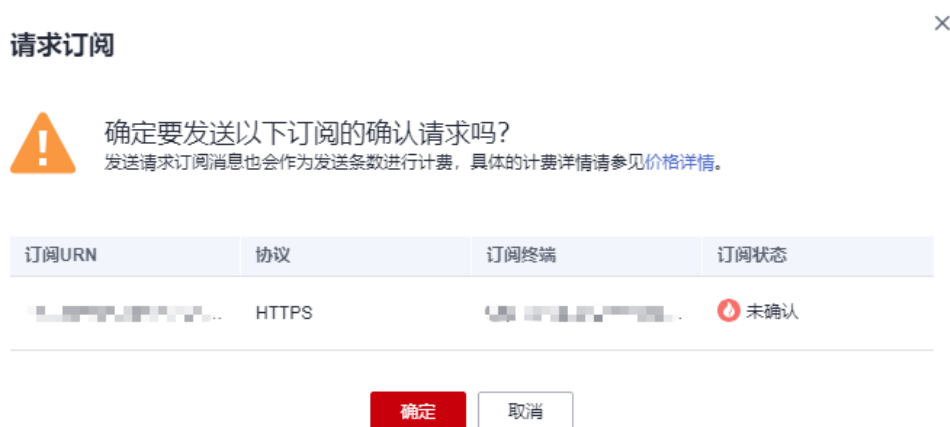 请求订阅
确定要发送以下订阅的确认请求吗?
发送请求订阅消息也会作为发送条数进行计费，具体的计费详情请参见价格详情。
订阅URN 协议 订阅终端 订阅状态
HTTPS 未确认
确定 取消